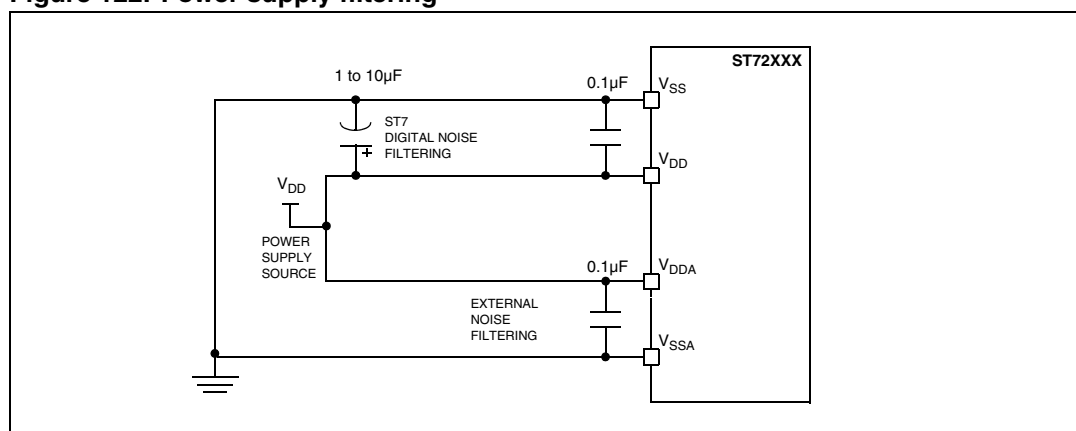 Figure 122. Power supply filtering
ST72XXX
1 to 10µF
0.1µF
VSS
ST7
DIGITAL NOISE
FILTERING
+
VDD
VDD
POWER
SUPPLY
SOURCE
0.1µF
VDDA
EXTERNAL
NOISE
FILTERING
VSSA